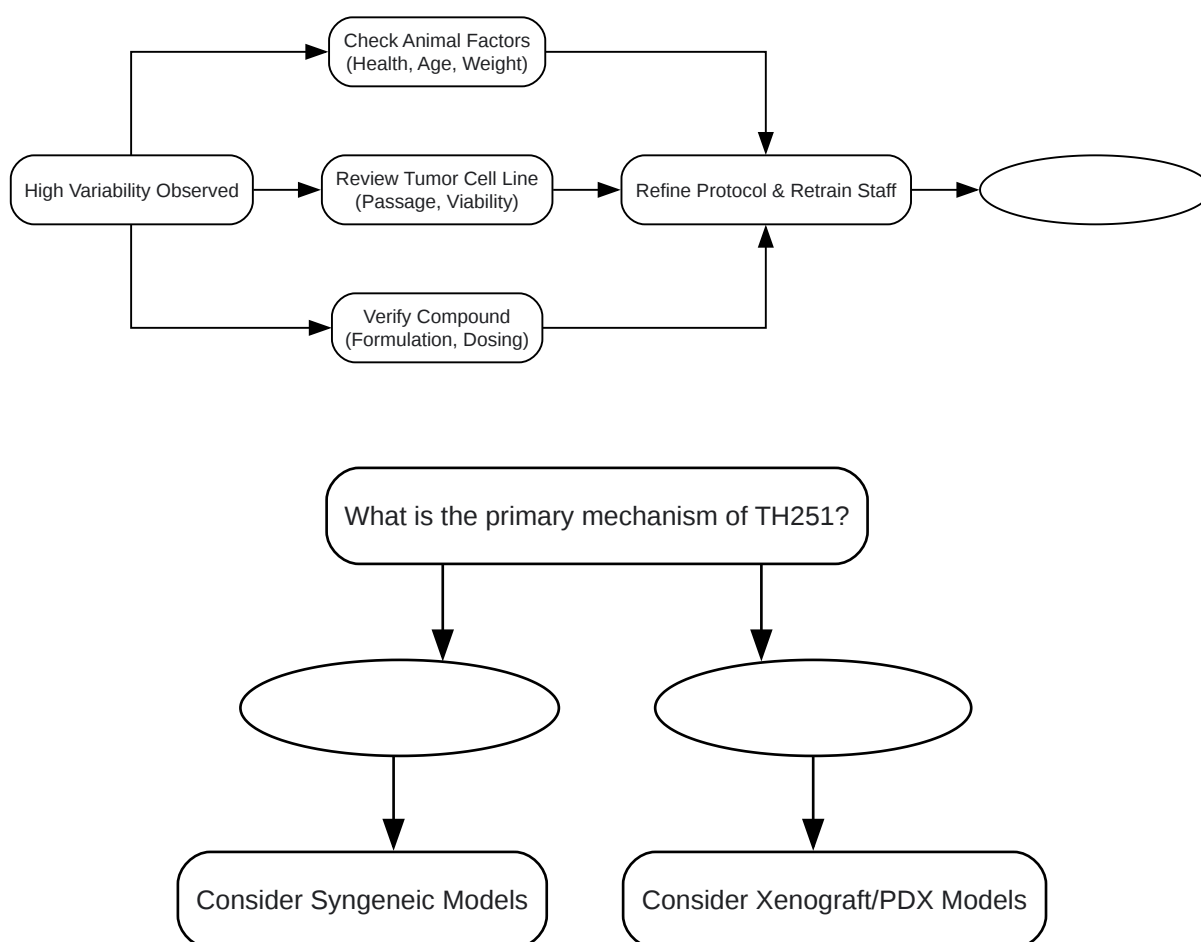 Check Animal Factors
(Health, Age, Weight)
High Variability Observed
Review Tumor Cell Line
(Passage, Viability)
Refine Protocol & Retrain Staff
Verify Compound
(Formulation, Dosing)
What is the primary mechanism of TH251?
Consider Syngeneic Models
Consider Xenograft/PDX Models